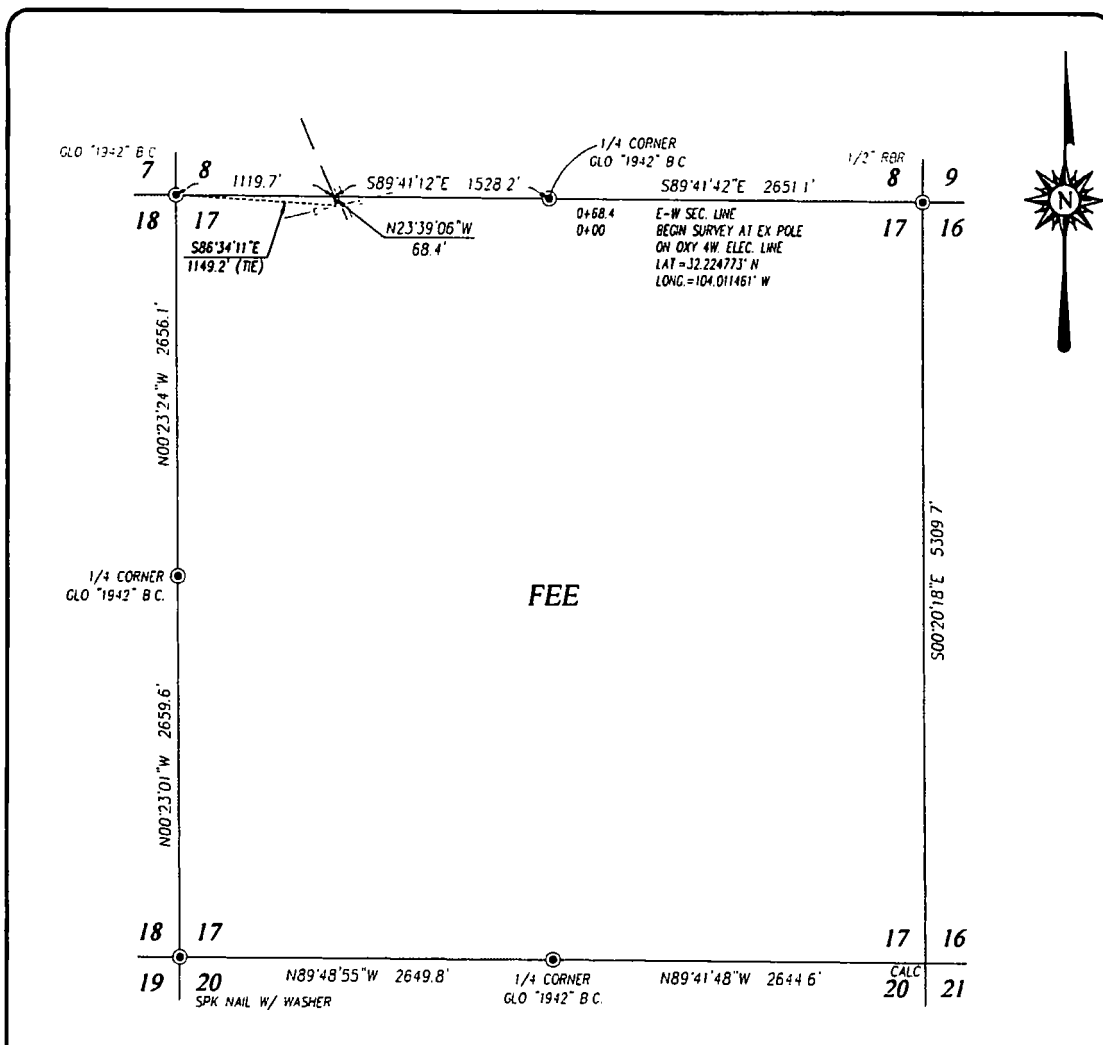 GLO "1942" B C
7 8
18 17
1119.7'
S89°41'12"E 1528 2'
1/4 CORNER
GLO "1942" B C
S89°41'42"E 2651 1'
1/2" RBR
8 9
17 16
S86°34'11"E
1149.2' (TIE)
N23°39'06"W
68.4'
0+68.4 E-W SEC. LINE
0+00 BEGIN SURVEY AT EX POLE
ON OXY 4W. ELEC. LINE
LAT =32.224773° N
LONG.=104.011461° W
N
N00°23'24"W 2656.1'
1/4 CORNER
GLO "1942" B C.
FEE
S00°20'18"E 5309 7'
N00°23'01"W 2659.6'
18 17
19 20
SPK NAIL W/ WASHER
N89°48'55"W 2649.8'
1/4 CORNER
GLO "1942" B C.
N89°41'48"W 2644 6'
17 16
CALC
20 21